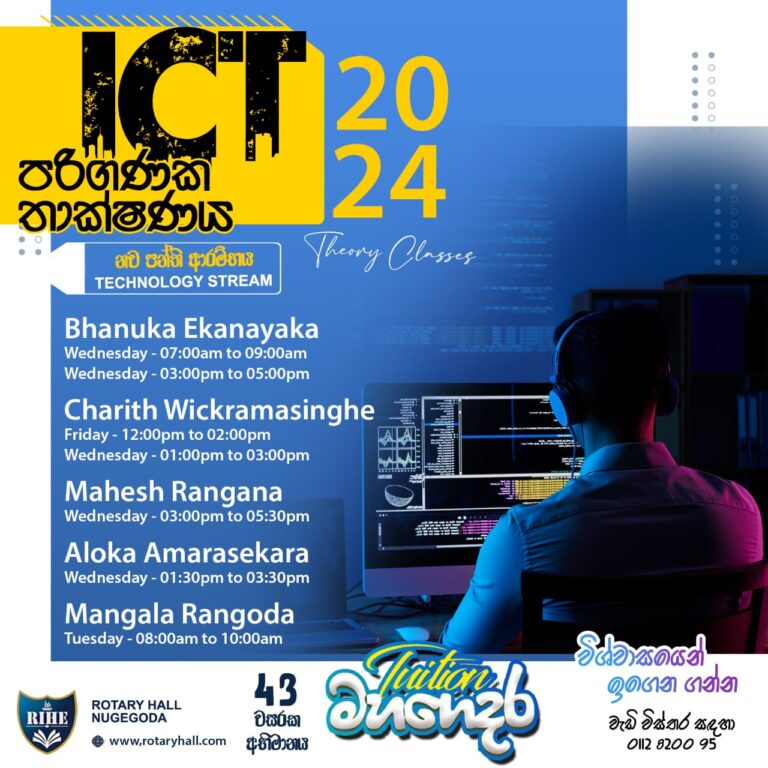 ICT
පරිගණක
තාක්ෂණය
20
24
Theory Classes
නව පන්ති ආරම්භය
TECHNOLOGY STREAM
Bhanuka Ekanayaka
Wednesday - 07:00am to 09:00am
Wednesday - 03:00pm to 05:00pm
Charith Wickramasinghe
Friday - 12:00pm to 02:00pm
Wednesday - 01:00pm to 03:00pm
Mahesh Rangana
Wednesday - 03:00pm to 05:30pm
Aloka Amarasekara
Wednesday - 01:30pm to 03:30pm
Mangala Rangoda
Tuesday - 08:00am to 10:00am
RIHE
ROTARY HALL
NUGEGODA
www.rotaryhall.com
43
වසරක
අභිමානය
Tuition
මහගෙදර
විශ්වාසයෙන්
ඉගෙන ගන්න
වැඩි විස්තර සඳහා
0112 8200 95